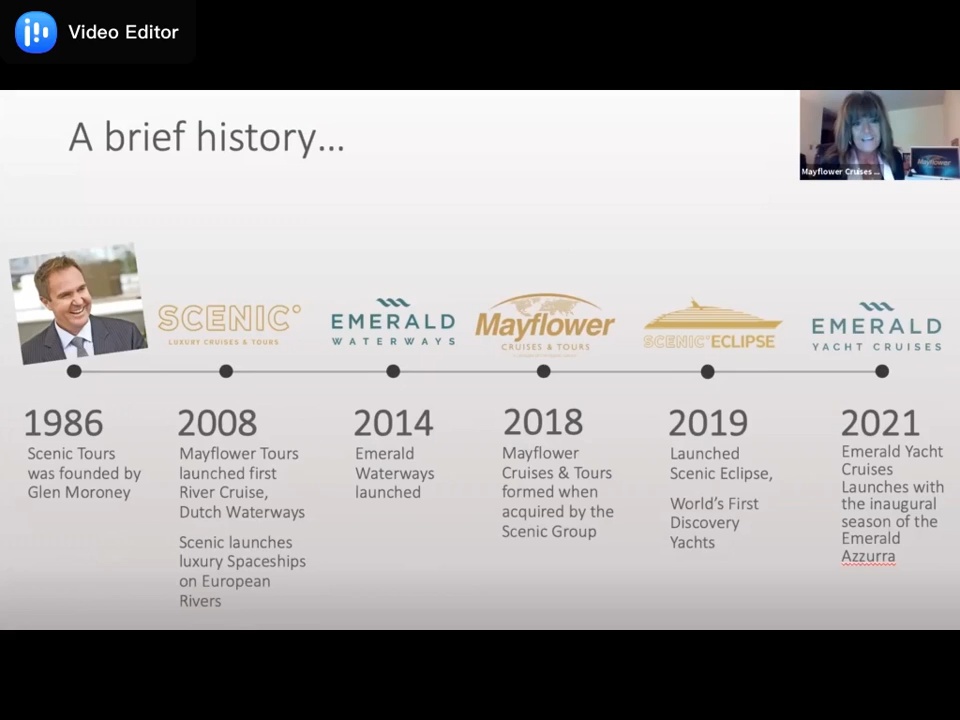 Video Editor
A brief history...
Mayflower Cruises ...
Mayflower
SCENIC°
LUXURY CRUISES & TOURS
EMERALD
WATERWAYS
Mayflower
CRUISES & TOURS
SCENIC°ECLIPSE
EMERALD
YACHT CRUISES
1986
Scenic Tours
was founded by
Glen Moroney
2008
Mayflower Tours
launched first
River Cruise,
Dutch Waterways
Scenic launches
luxury Spaceships
on European
Rivers
2014
Emerald
Waterways
launched
2018
Mayflower
Cruises & Tours
formed when
acquired by the
Scenic Group
2019
Launched
Scenic Eclipse,
World's First
Discovery
Yachts
2021
Emerald Yacht
Cruises
Launches with
the inaugural
season of the
Emerald
Azzurra